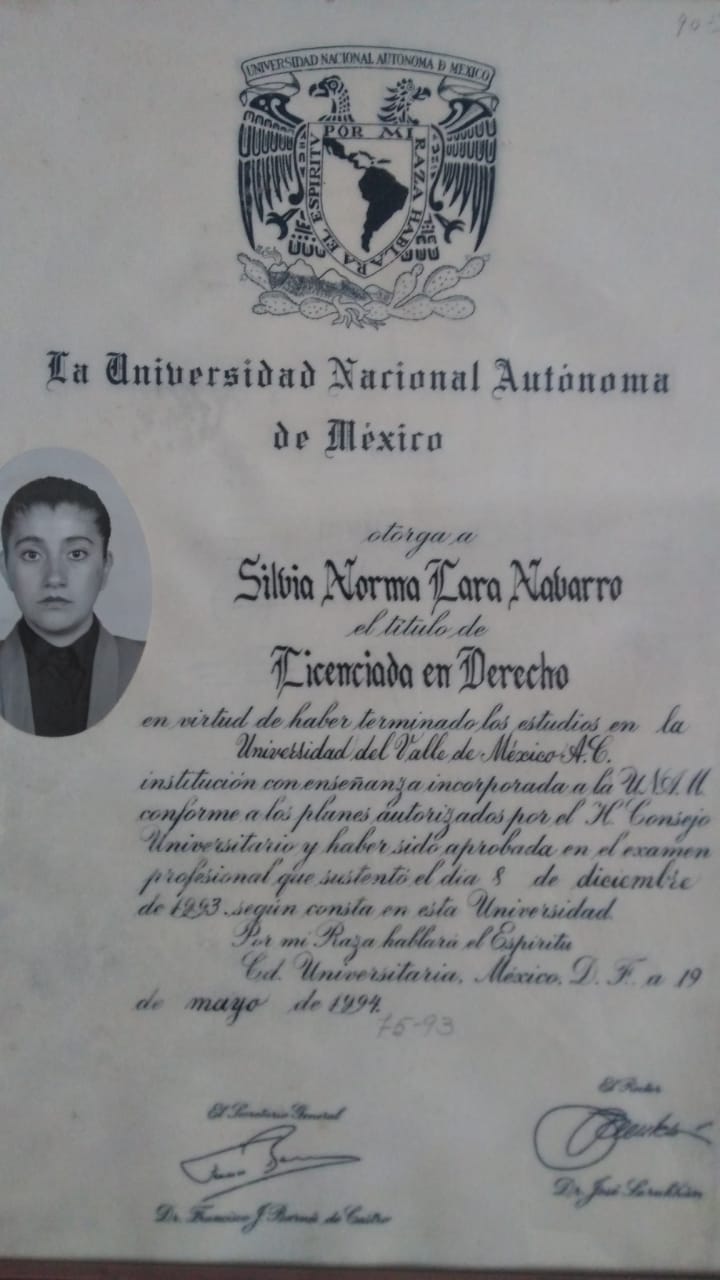 90-
UNIVERSIDAD NACIONAL AUTONOMA D MEXICO
POR MI RAZA HABLARA EL ESPIRITV
La Universidad Nacional Autónoma
de México
otorga a
Silvia Norma Lara Navarro
el título de
Licenciada en Derecho
en virtud de haber terminado los estudios en la
Universidad del Valle de México A.C.
institución con enseñanza incorporada a la U.N.A.M.
conforme a los planes autorizados por el H. Consejo
Universitario y haber sido aprobada en el examen
profesional que sustentó el día 8 de diciembre
de 1993. según consta en esta Universidad.
Por mi Raza hablará el Espíritu
Cd. Universitaria, México, D. F. a 19
de mayo de 1994.
75-93
El Rector
El Secretario General
Dr. José Sarukhán
Dr. Francisco J. Barnés de Castro